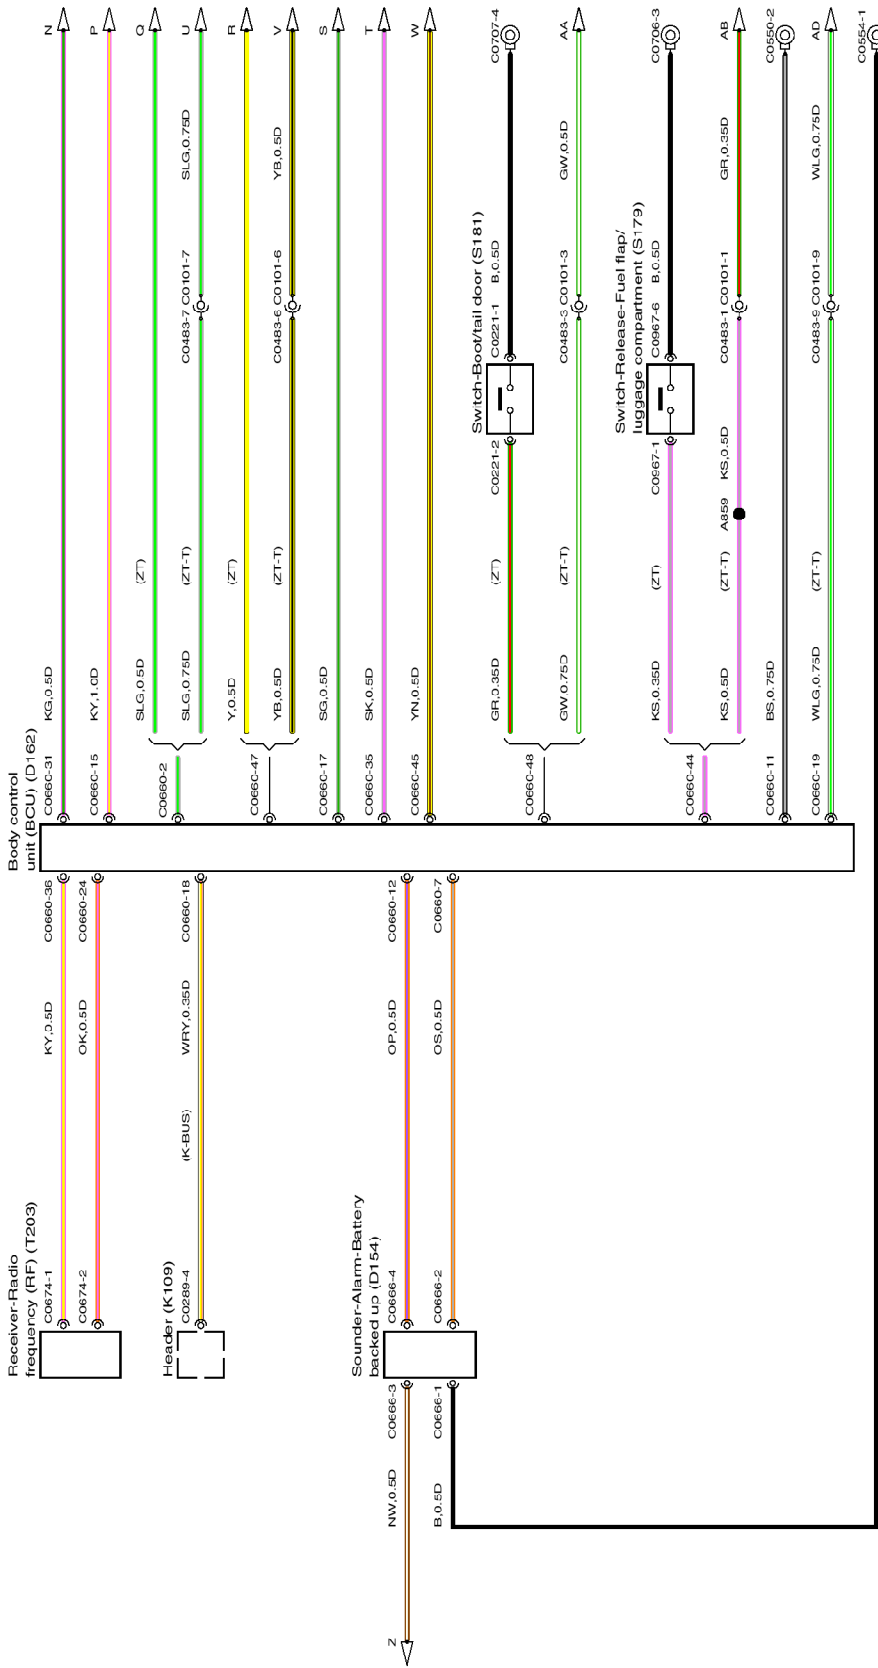 N
P
Q
U
R
V
S
T
W
C0707-4
AA
C0706-3
AB
C0550-2
AD
C0554-1
SLG,0.75D
YB,0.5D
GW,0.5D
GR,0.35D
WLG,0.75D
Switch-Boot/tail door (S181)
C0221-1 B,0.5D
Switch-Release-Fuel flap/
luggage compartment (S179)
C0967-6 B,0.5D
C0483-7 C0101-7
C0483-6 C0101-6
C0483-3 C0101-3
C0483-1 C0101-1
C0483-9 C0101-9
C0221-2
C0967-1
A859 KS,0.5D
(ZT)
(ZT-T)
(ZT)
(ZT-T)
(ZT)
(ZT-T)
(ZT)
(ZT-T)
(ZT-T)
KG,0.5D
KY,1.0D
SLG,0.5D
SLG,0.75D
Y,0.5D
YB,0.5D
SG,0.5D
SK,0.5D
YN,0.5D
GR,0.35D
GW,0.75D
KS,0.35D
KS,0.5D
BS,0.75D
WLG,0.75D
Body control
unit (BCU) (D162)
C0660-31
C0660-15
C0660-2
C0660-47
C0660-17
C0660-35
C0660-45
C0660-48
C0660-44
C0660-11
C0660-19
C0660-36
C0660-24
C0660-18
C0660-12
C0660-7
KY,0.5D
OK,0.5D
WRY,0.35D
OP,0.5D
OS,0.5D
(K-BUS)
Receiver-Radio
frequency (RF) (T203)
C0674-1
C0674-2
Header (K109)
C0289-4
Sounder-Alarm-Battery
backed up (D154)
C0666-4
C0666-2
C0666-3
C0666-1
NW,0.5D
B,0.5D
Z